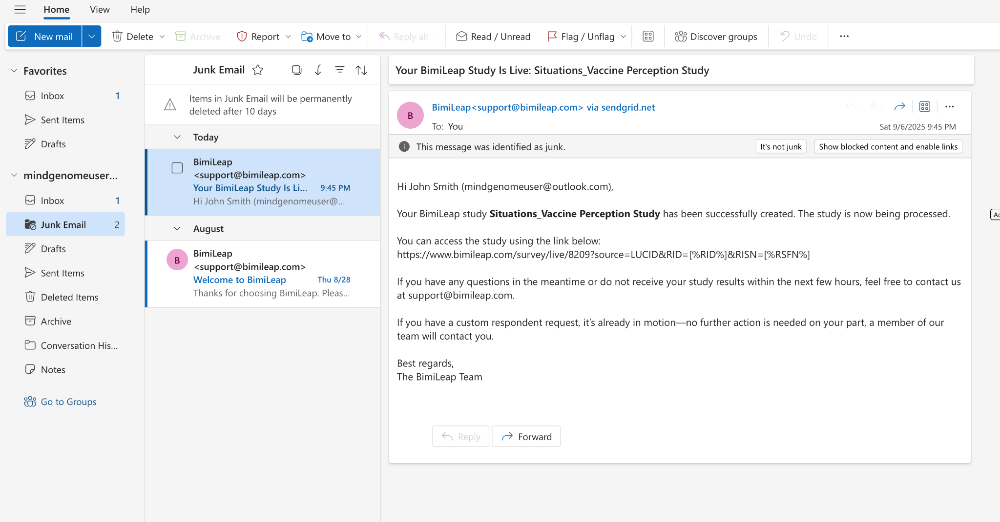 Home View Help
New mail Delete Archive Report Move to Reply all Read / Unread Flag / Unflag Discover groups Undo
Favorites
Inbox 1
Sent Items
Drafts
mindgenomeuser...
Inbox 1
Junk Email 2
Drafts
Sent Items
Deleted Items
Archive
Conversation His...
Notes
Go to Groups
Junk Email
Items in Junk Email will be permanently
deleted after 10 days
Today
BimiLeap
<support@bimileap.com>
Your BimiLeap Study Is Li... 9:45 PM
Hi John Smith (mindgenomeuser@...
August
B
BimiLeap
<support@bimileap.com>
Welcome to BimiLeap Thu 8/28
Thanks for choosing BimiLeap. Pleas...
Your BimiLeap Study Is Live: Situations_Vaccine Perception Study
B
BimiLeap<support@bimileap.com> via sendgrid.net
To: You
Sat 9/6/2025 9:45 PM
This message was identified as junk. It's not junk Show blocked content and enable links
Hi John Smith (mindgenomeuser@outlook.com),
Your BimiLeap study Situations_Vaccine Perception Study has been successfully created. The study is now being processed.
You can access the study using the link below:
https://www.bimileap.com/survey/live/8209?source=LUCID&RID=[%RID%]&RISN=[%RSFN%]
If you have any questions in the meantime or do not receive your study results within the next few hours, feel free to contact us
at support@bimileap.com.
If you have a custom respondent request, it’s already in motion—no further action is needed on your part, a member of our
team will contact you.
Best regards,
The BimiLeap Team
Reply Forward